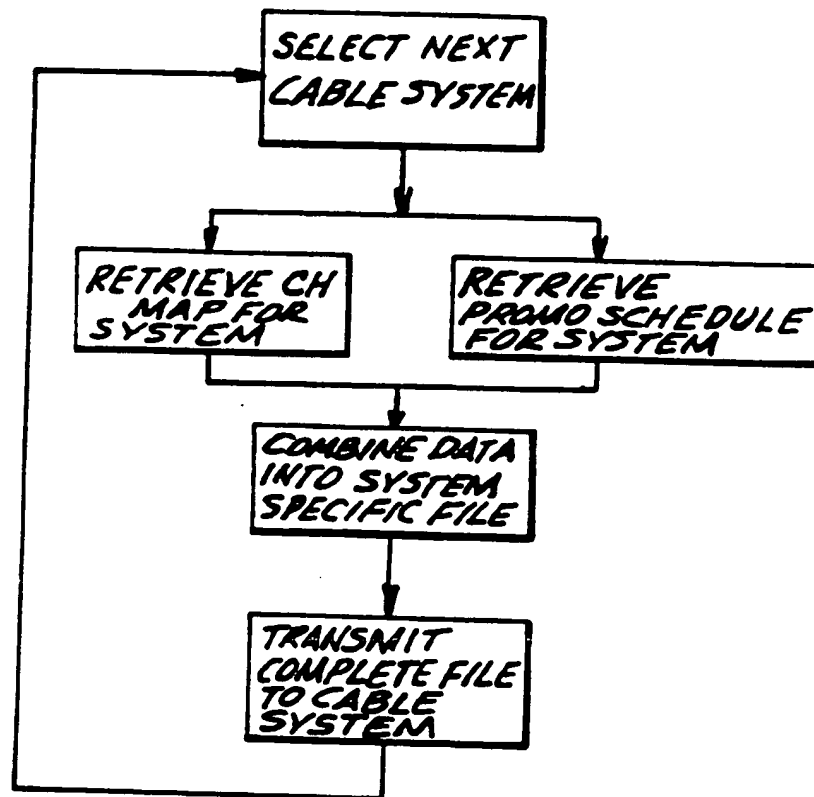 SELECT NEXT
CABLE SYSTEM
RETRIEVE CH
MAP FOR
SYSTEM
RETRIEVE
PROMO SCHEDULE
FOR SYSTEM
COMBINE DATA
INTO SYSTEM
SPECIFIC FILE
TRANSMIT
COMPLETE FILE
TO CABLE
SYSTEM